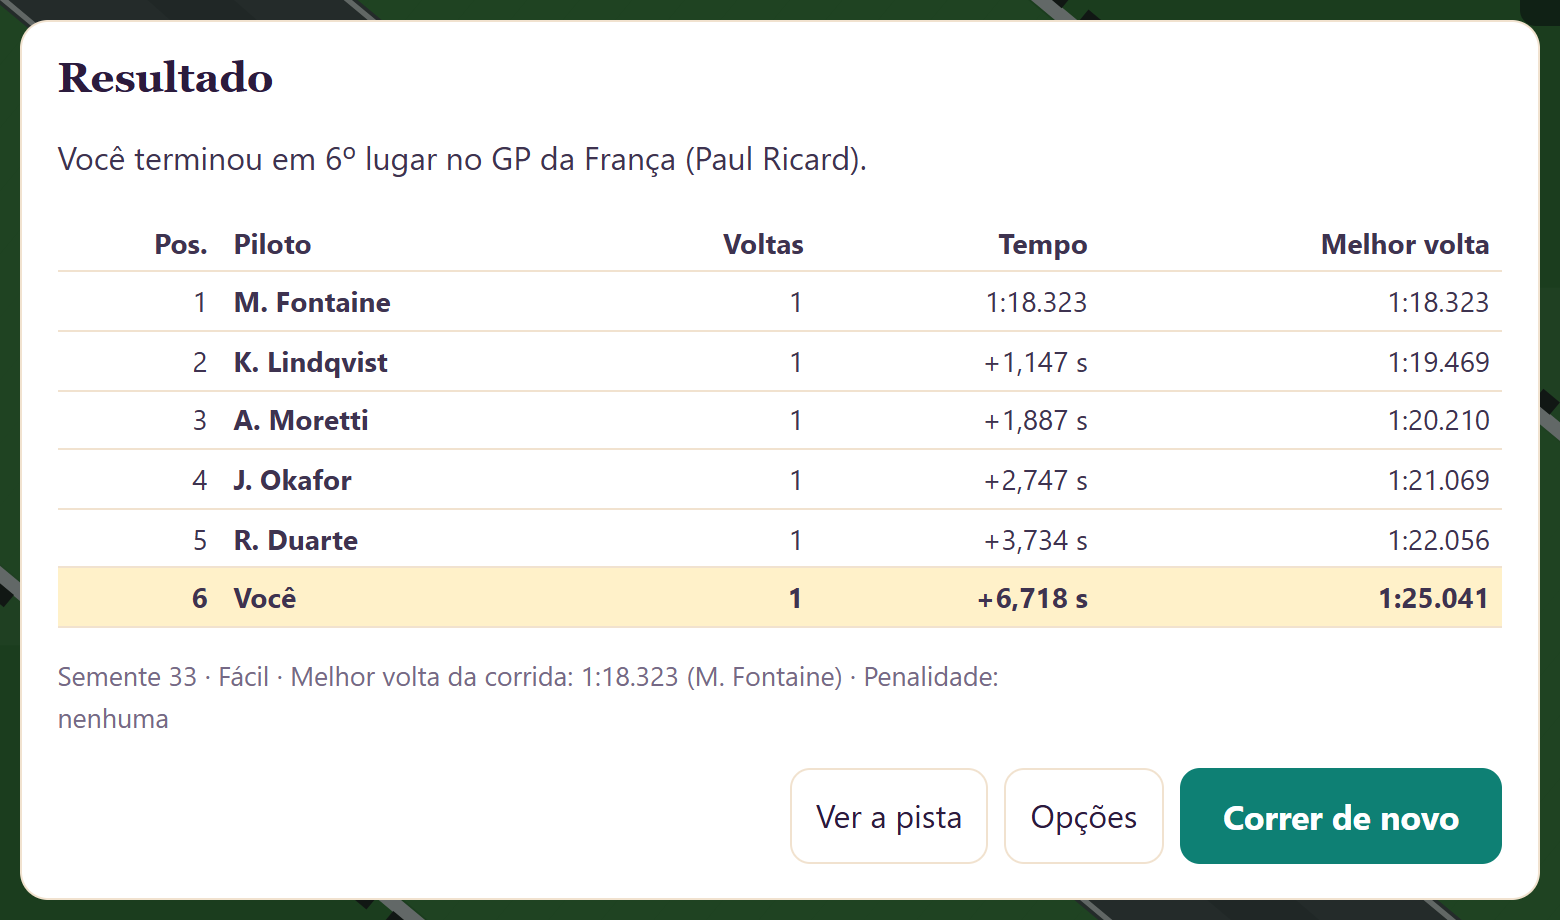 Resultado
Você terminou em 6º lugar no GP da França (Paul Ricard).
Pos. Piloto Voltas Tempo Melhor volta
1 M. Fontaine 1 1:18.323 1:18.323
2 K. Lindqvist 1 +1,147 s 1:19.469
3 A. Moretti 1 +1,887 s 1:20.210
4 J. Okafor 1 +2,747 s 1:21.069
5 R. Duarte 1 +3,734 s 1:22.056
6 Você 1 +6,718 s 1:25.041
Semente 33 · Fácil · Melhor volta da corrida: 1:18.323 (M. Fontaine) · Penalidade:
nenhuma
Ver a pista Opções Correr de novo